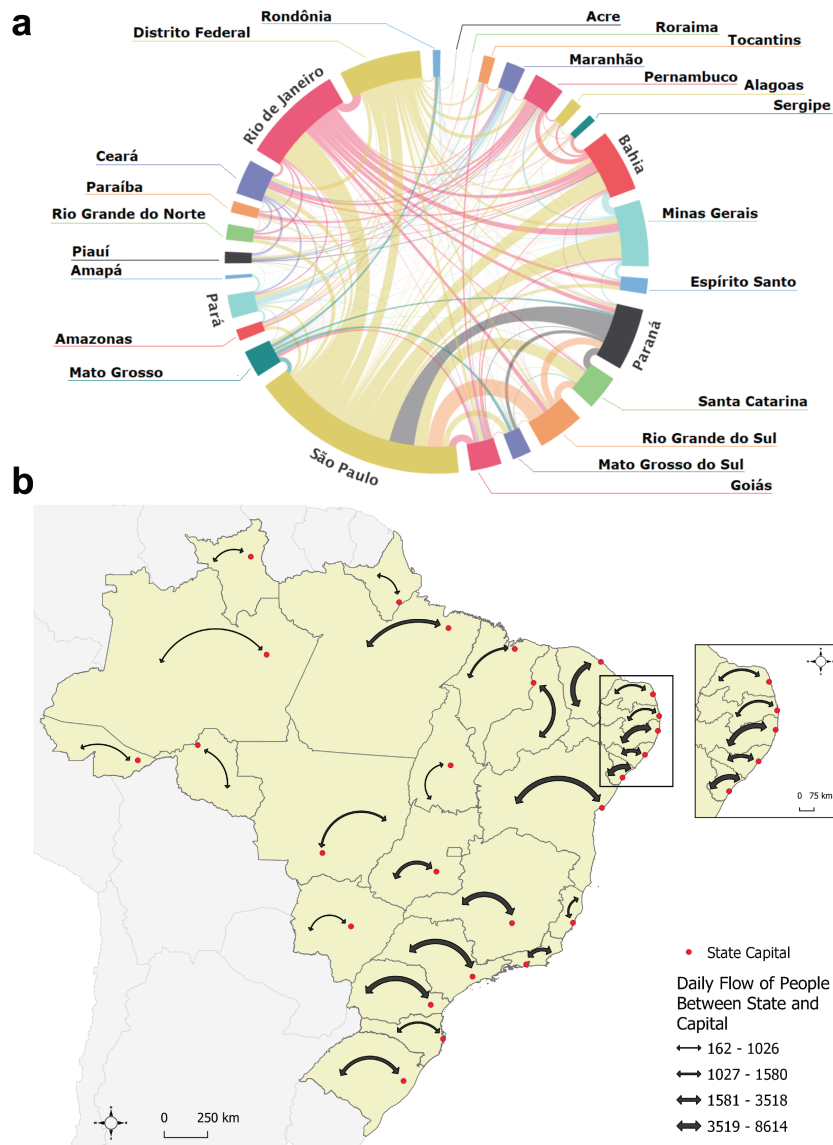 a
Rondônia
Acre
Distrito Federal
Roraima
Tocantins
Maranhão
Pernambuco
Alagoas
Sergipe
Rio de Janeiro
Bahia
Ceará
Paraíba
Rio Grande do Norte
Minas Gerais
Piauí
Amapá
Pará
Espírito Santo
Amazonas
Paraná
Mato Grosso
Santa Catarina
Rio Grande do Sul
São Paulo
Mato Grosso do Sul
Goiás
b
0 75 km
State Capital
Daily Flow of People
Between State and
Capital
162 - 1026
1027 - 1580
1581 - 3518
3519 - 8614
0 250 km